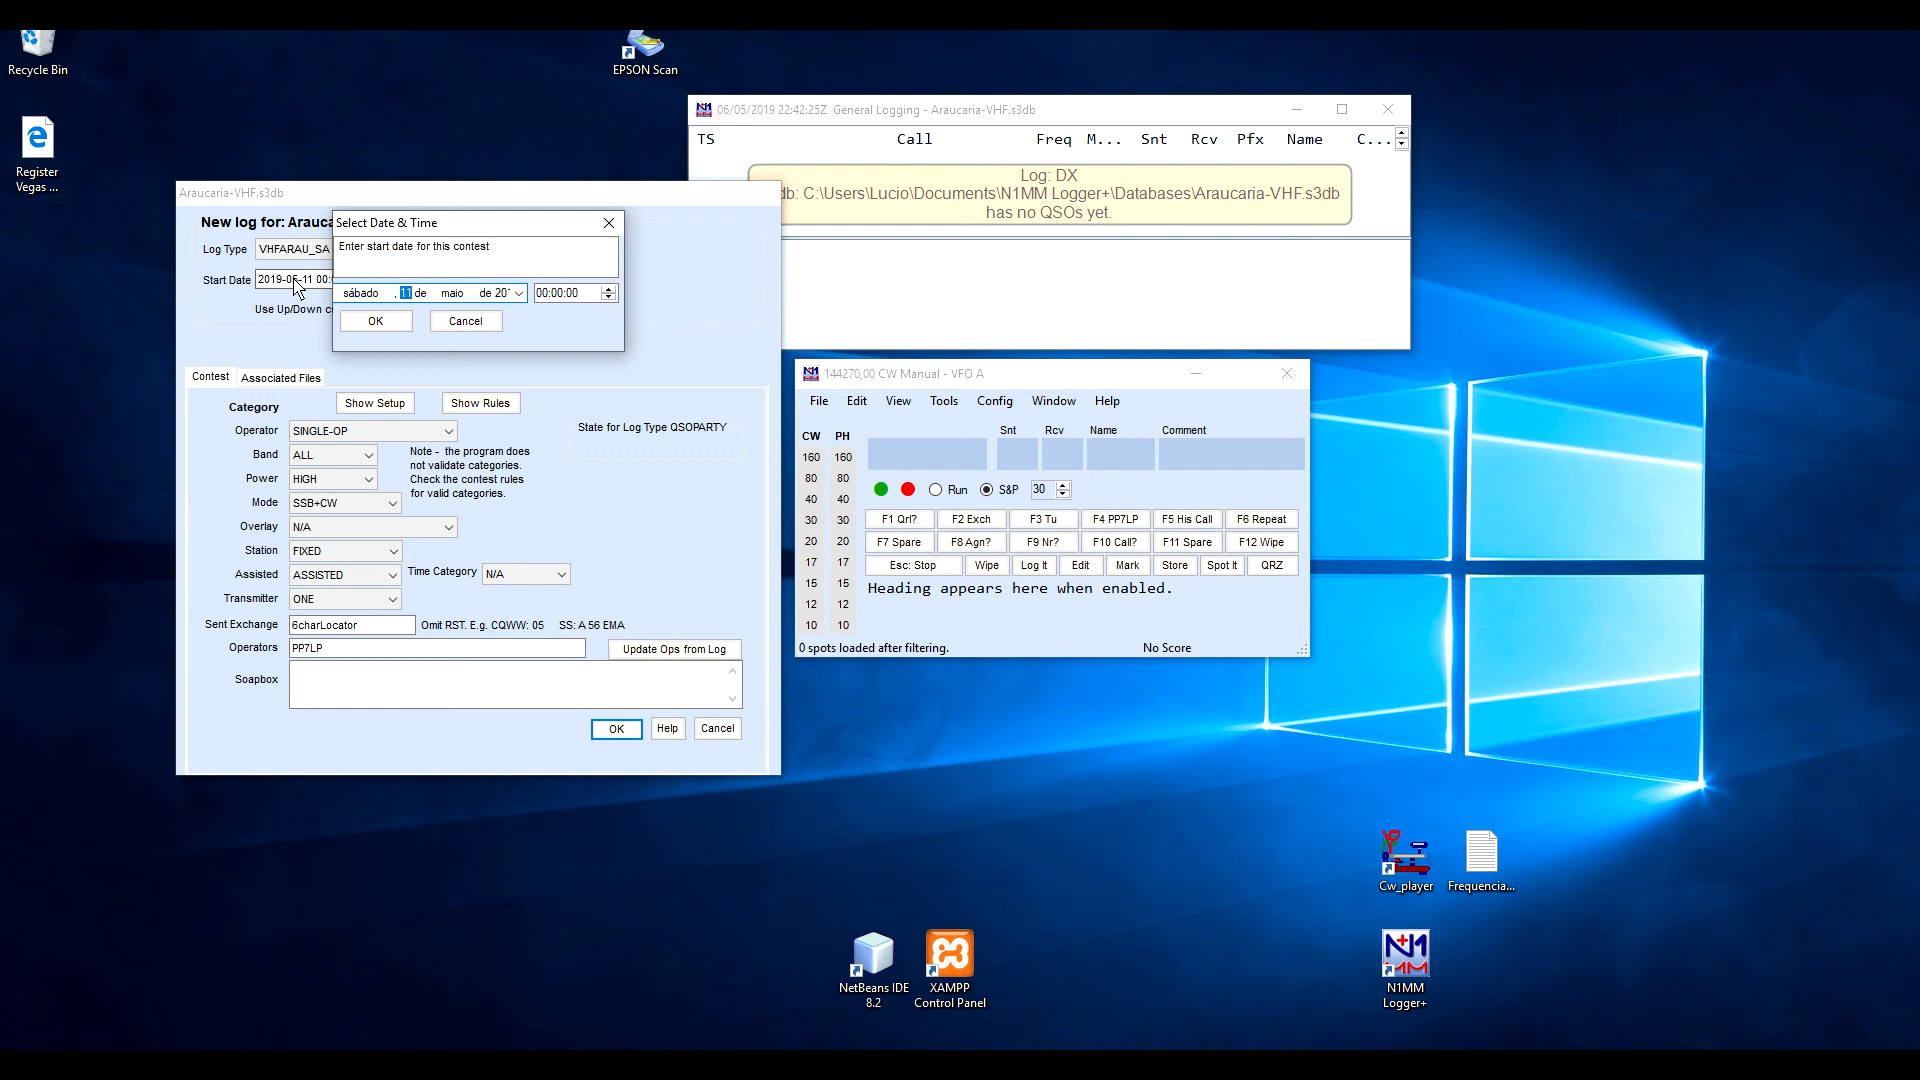 Recycle Bin
EPSON Scan
Register
Vegas ...
06/05/2019 22:42:25Z General Logging - Araucaria-VHF.s3db
TS Call Freq M... Snt Rcv Pfx Name C...
Log: DX
db: C:\Users\Lucio\Documents\N1MM Logger+\Databases\Araucaria-VHF.s3db
has no QSOs yet.
Araucaria-VHF.s3db
New log for: Arauca
Log Type VHFARAU_SA
Start Date 2019-05-11 00:
Use Up/Down c
Select Date & Time
Enter start date for this contest
sábado , 11 de maio de 20 00:00:00
OK Cancel
Contest Associated Files
Category Show Setup Show Rules
Operator SINGLE-OP
State for Log Type QSOPARTY
Band ALL
Note - the program does
not validate categories.
Check the contest rules
for valid categories.
Power HIGH
Mode SSB+CW
Overlay N/A
Station FIXED
Assisted ASSISTED Time Category N/A
Transmitter ONE
Sent Exchange 6charLocator Omit RST. E.g. CQWW: 05 SS: A 56 EMA
Operators PP7LP Update Ops from Log
Soapbox
OK Help Cancel
144270,00 CW Manual - VFO A
File Edit View Tools Config Window Help
CW PH Snt Rcv Name Comment
160 160
80 80
40 40
30 30
20 20
17 17
15 15
12 12
10 10
Run S&P 30
F1 Qrl? F2 Exch F3 Tu F4 PP7LP F5 His Call F6 Repeat
F7 Spare F8 Agn? F9 Nr? F10 Call? F11 Spare F12 Wipe
Esc: Stop Wipe Log It Edit Mark Store Spot It QRZ
Heading appears here when enabled.
0 spots loaded after filtering. No Score
Cw_player
Frequencia...
NetBeans IDE
8.2
XAMPP
Control Panel
N1MM
Logger+